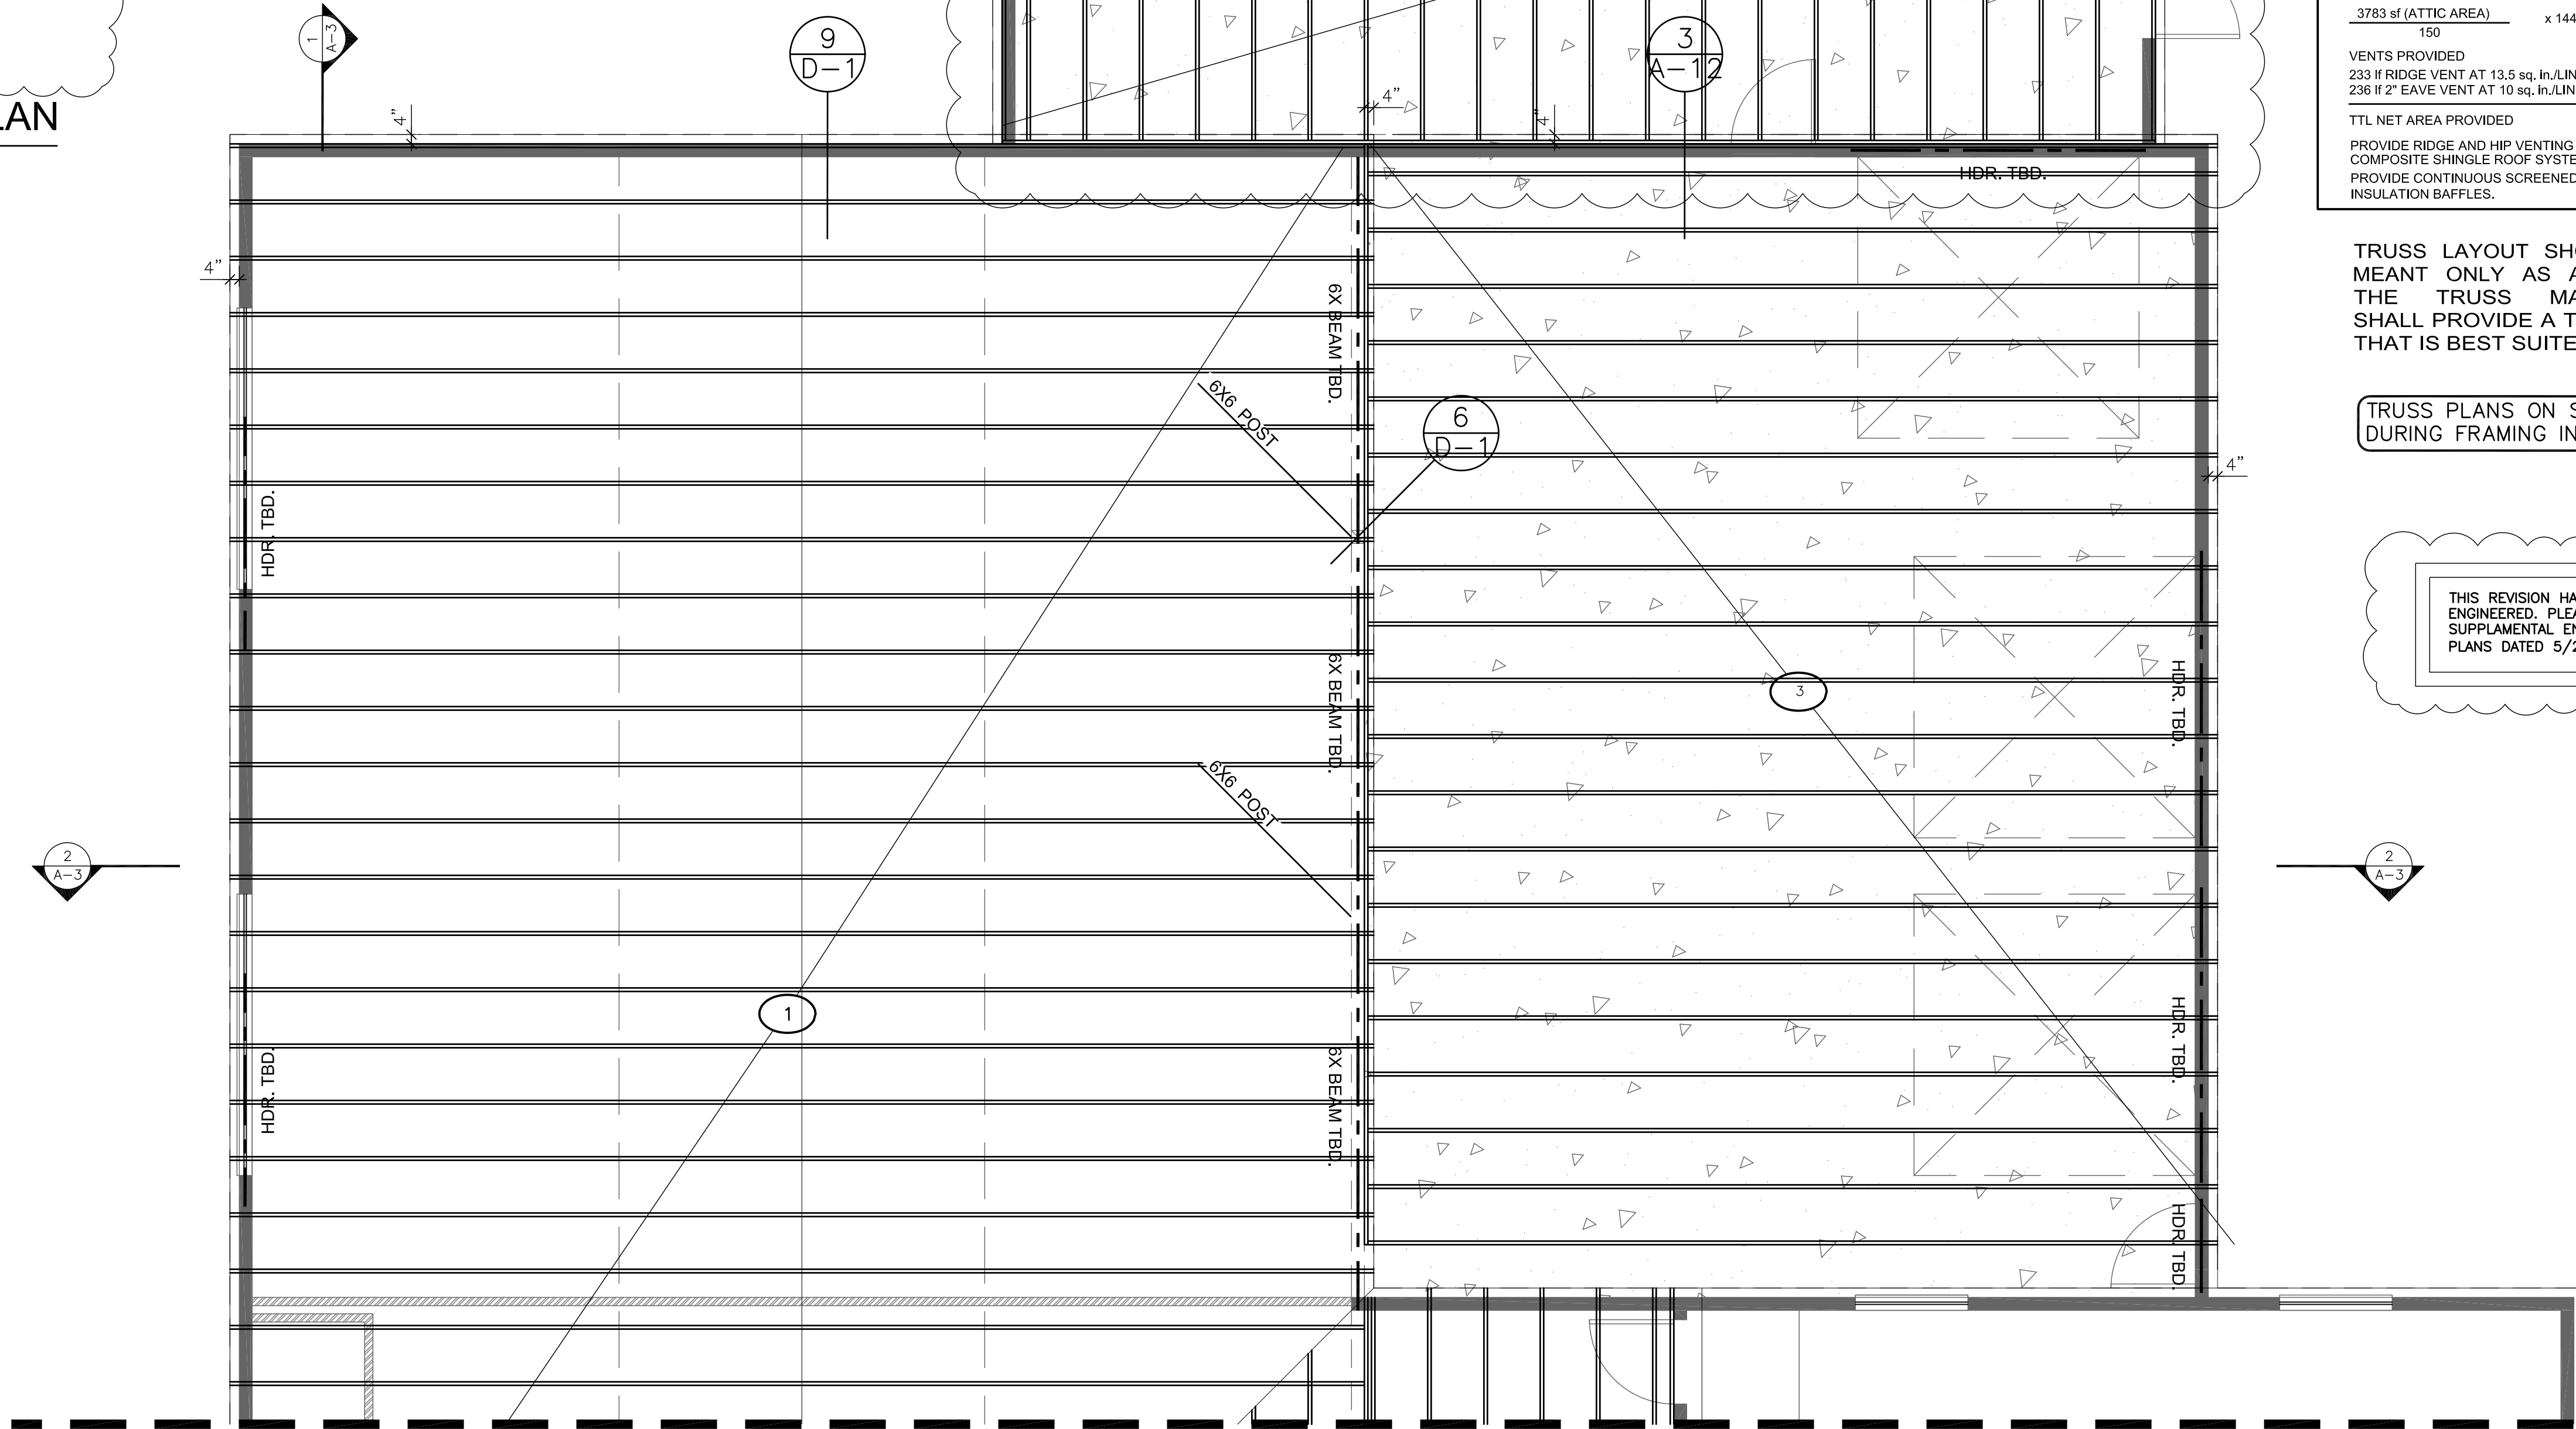 LAN
1
A-3
9
D-1
3
A-12
4"
4"
4"
4"
4"
HDR. TBD.
6X BEAM TBD.
6X6 POST
6
D-1
HDR. TBD.
6X BEAM TBD.
3
HDR. TBD.
6X6 POST
2
A-3
2
A-3
1
6X BEAM TBD.
HDR. TBD.
HDR. TBD.
HDR. TBD.
3783 sf (ATTIC AREA)
x 144
150
VENTS PROVIDED
233 lf RIDGE VENT AT 13.5 sq. in./LIN
236 lf 2" EAVE VENT AT 10 sq. in./LIN
TTL NET AREA PROVIDED
PROVIDE RIDGE AND HIP VENTING
COMPOSITE SHINGLE ROOF SYSTE
PROVIDE CONTINUOUS SCREENED
INSULATION BAFFLES.
TRUSS LAYOUT SHO
MEANT ONLY AS A
THE TRUSS MA
SHALL PROVIDE A T
THAT IS BEST SUITE
TRUSS PLANS ON S
DURING FRAMING IN
THIS REVISION HA
ENGINEERED. PLEA
SUPPLAMENTAL EN
PLANS DATED 5/2